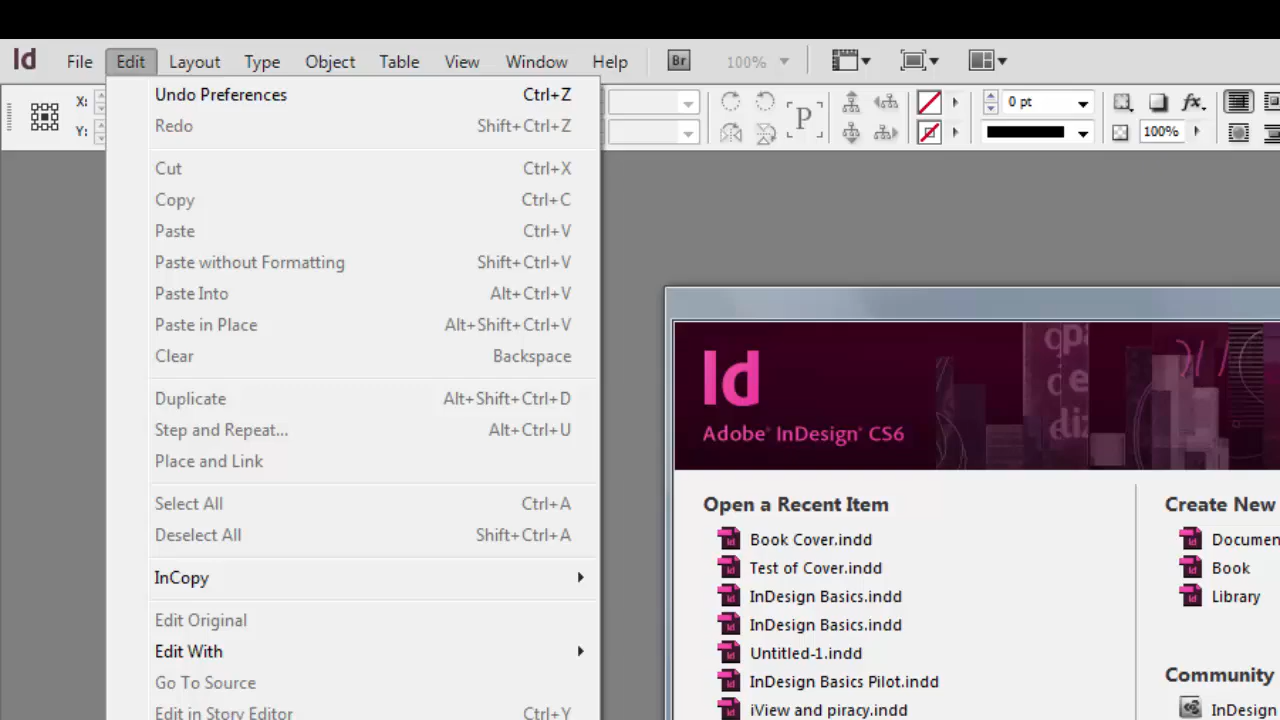 Id File Edit Layout Type Object Table View Window Help Br 100%
X: 0 pt
Y: P fx. 100%
Undo Preferences Ctrl+Z
Redo Shift+Ctrl+Z
Cut Ctrl+X
Copy Ctrl+C
Paste Ctrl+V
Paste without Formatting Shift+Ctrl+V
Paste Into Alt+Ctrl+V
Paste in Place Alt+Shift+Ctrl+V
Clear Backspace
Duplicate Alt+Shift+Ctrl+D
Step and Repeat... Alt+Ctrl+U
Place and Link
Select All Ctrl+A
Deselect All Shift+Ctrl+A
InCopy
Edit Original
Edit With
Go To Source
Edit in Story Editor Ctrl+Y
Id
Adobe® InDesign® CS6
Open a Recent Item
Book Cover.indd
Test of Cover.indd
InDesign Basics.indd
InDesign Basics.indd
Untitled-1.indd
InDesign Basics Pilot.indd
iView and piracy.indd
Create New
Documen
Book
Library
Community
InDesign